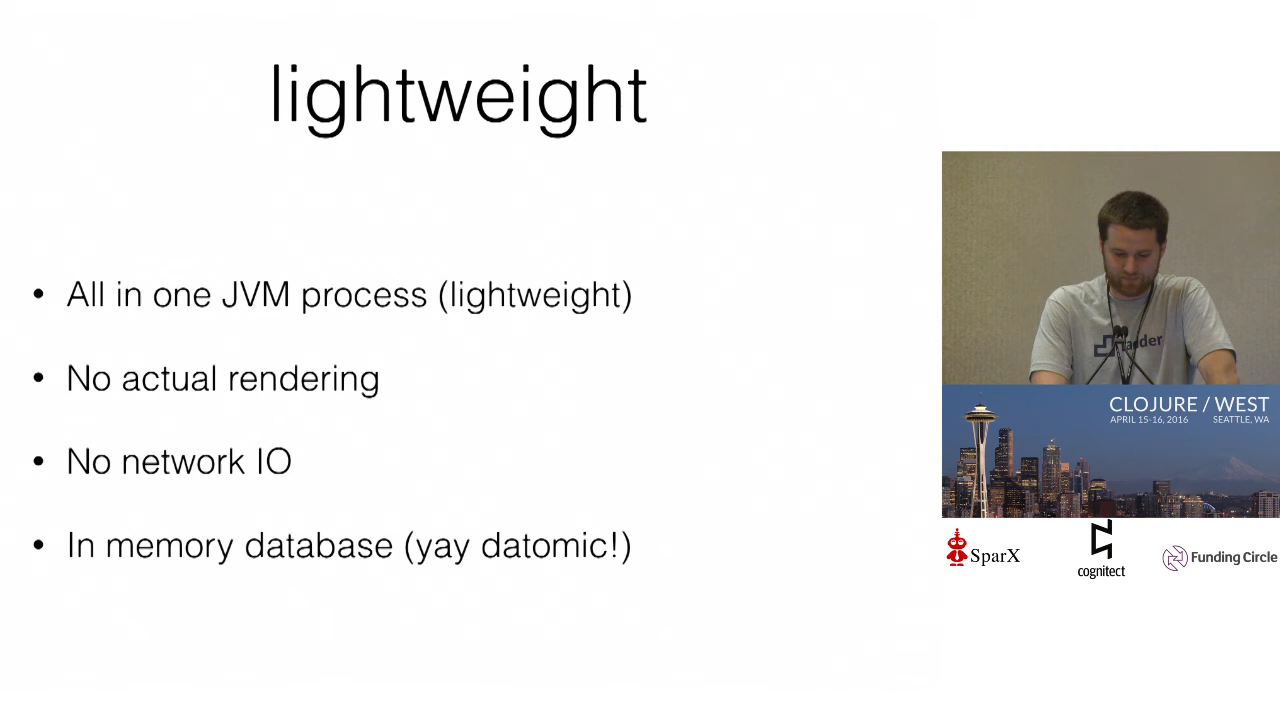 lightweight
• All in one JVM process (lightweight)
• No actual rendering
• No network IO
• In memory database (yay datomic!)
CLOJURE / WEST
APRIL 15-16, 2016 SEATTLE, WA
SparX
cognitect
Funding Circle